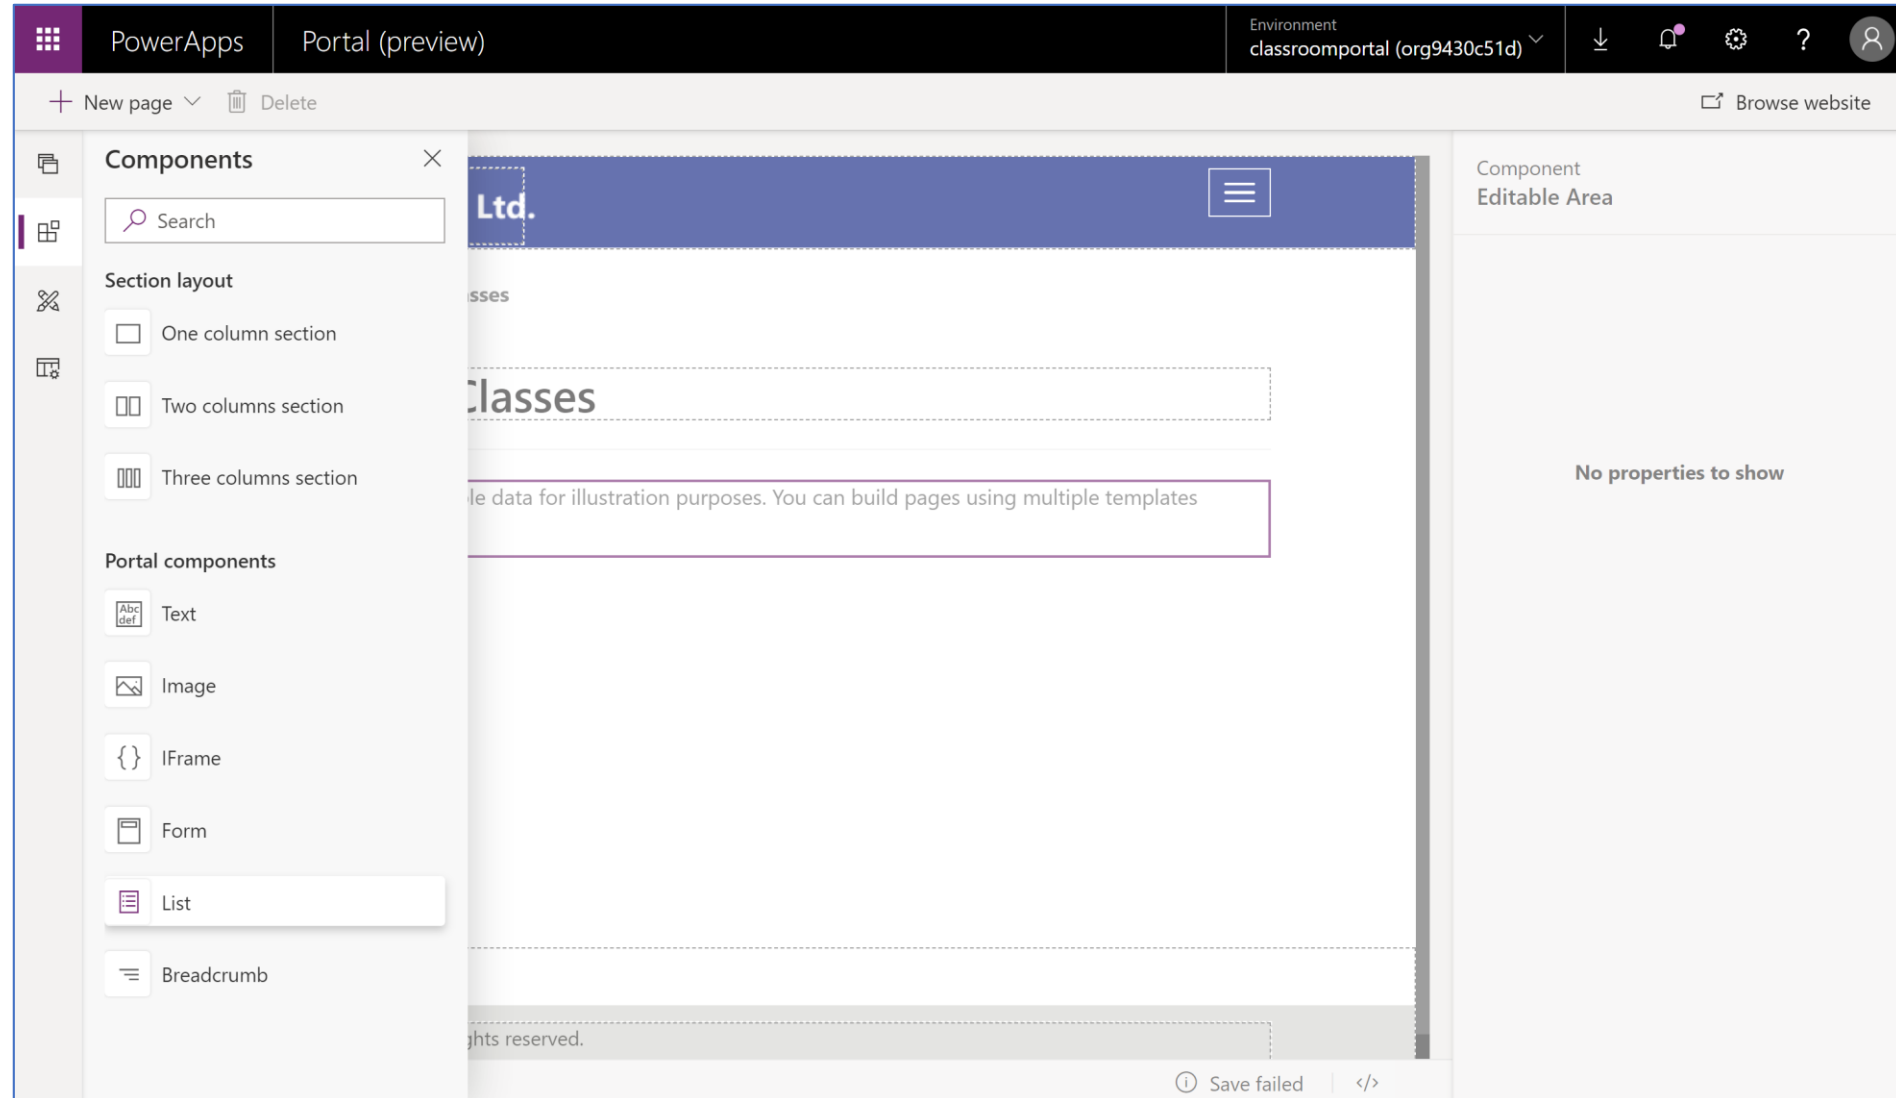 PowerApps
Portal (preview)
Environment
classroomportal (org9430c51d)
?
New page
Delete
Browse website
Components
Search
Section layout
One column section
Two columns section
Three columns section
Portal components
Abc
def
Text
Image
{ } IFrame
Form
List
Breadcrumb
Ltd.
sses
Classes
le data for illustration purposes. You can build pages using multiple templates
ghts reserved.
Save failed
</>
Component
Editable Area
No properties to show